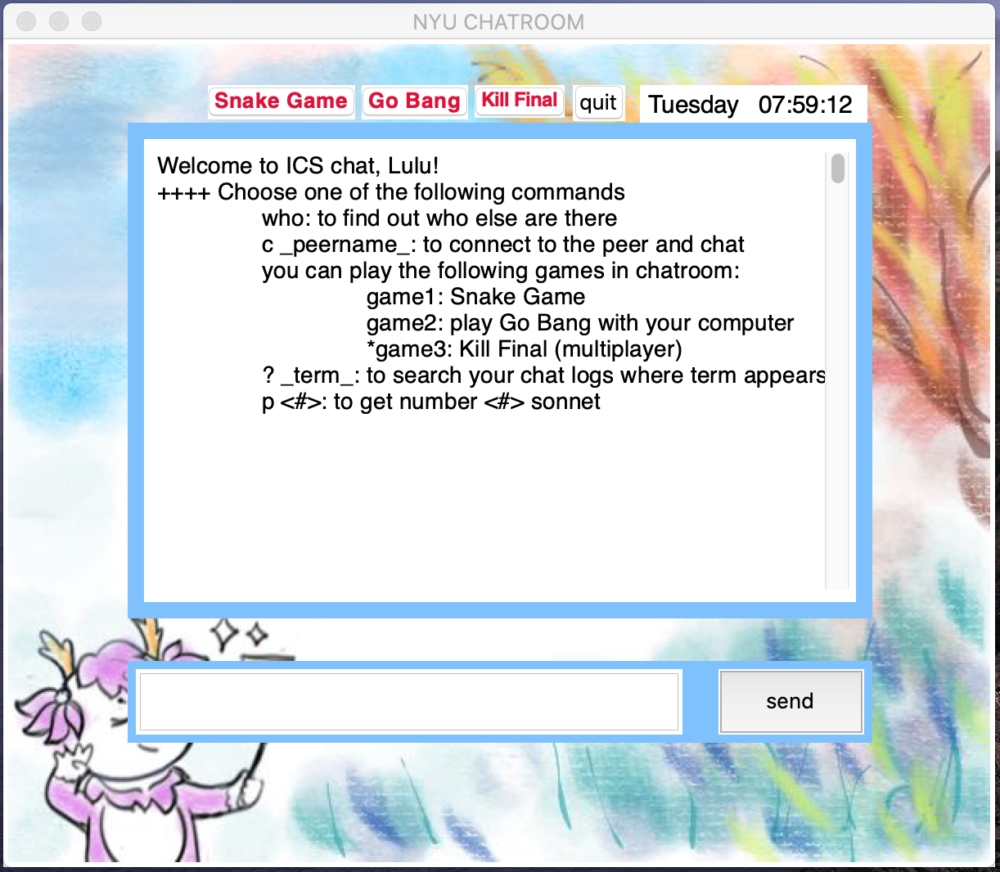 NYU CHATROOM
Snake Game Go Bang Kill Final quit Tuesday 07:59:12
Welcome to ICS chat, Lulu!
++++ Choose one of the following commands
who: to find out who else are there
c _peername_: to connect to the peer and chat
you can play the following games in chatroom:
game1: Snake Game
game2: play Go Bang with your computer
*game3: Kill Final (multiplayer)
? _term_: to search your chat logs where term appears
p <#>: to get number <#> sonnet
send